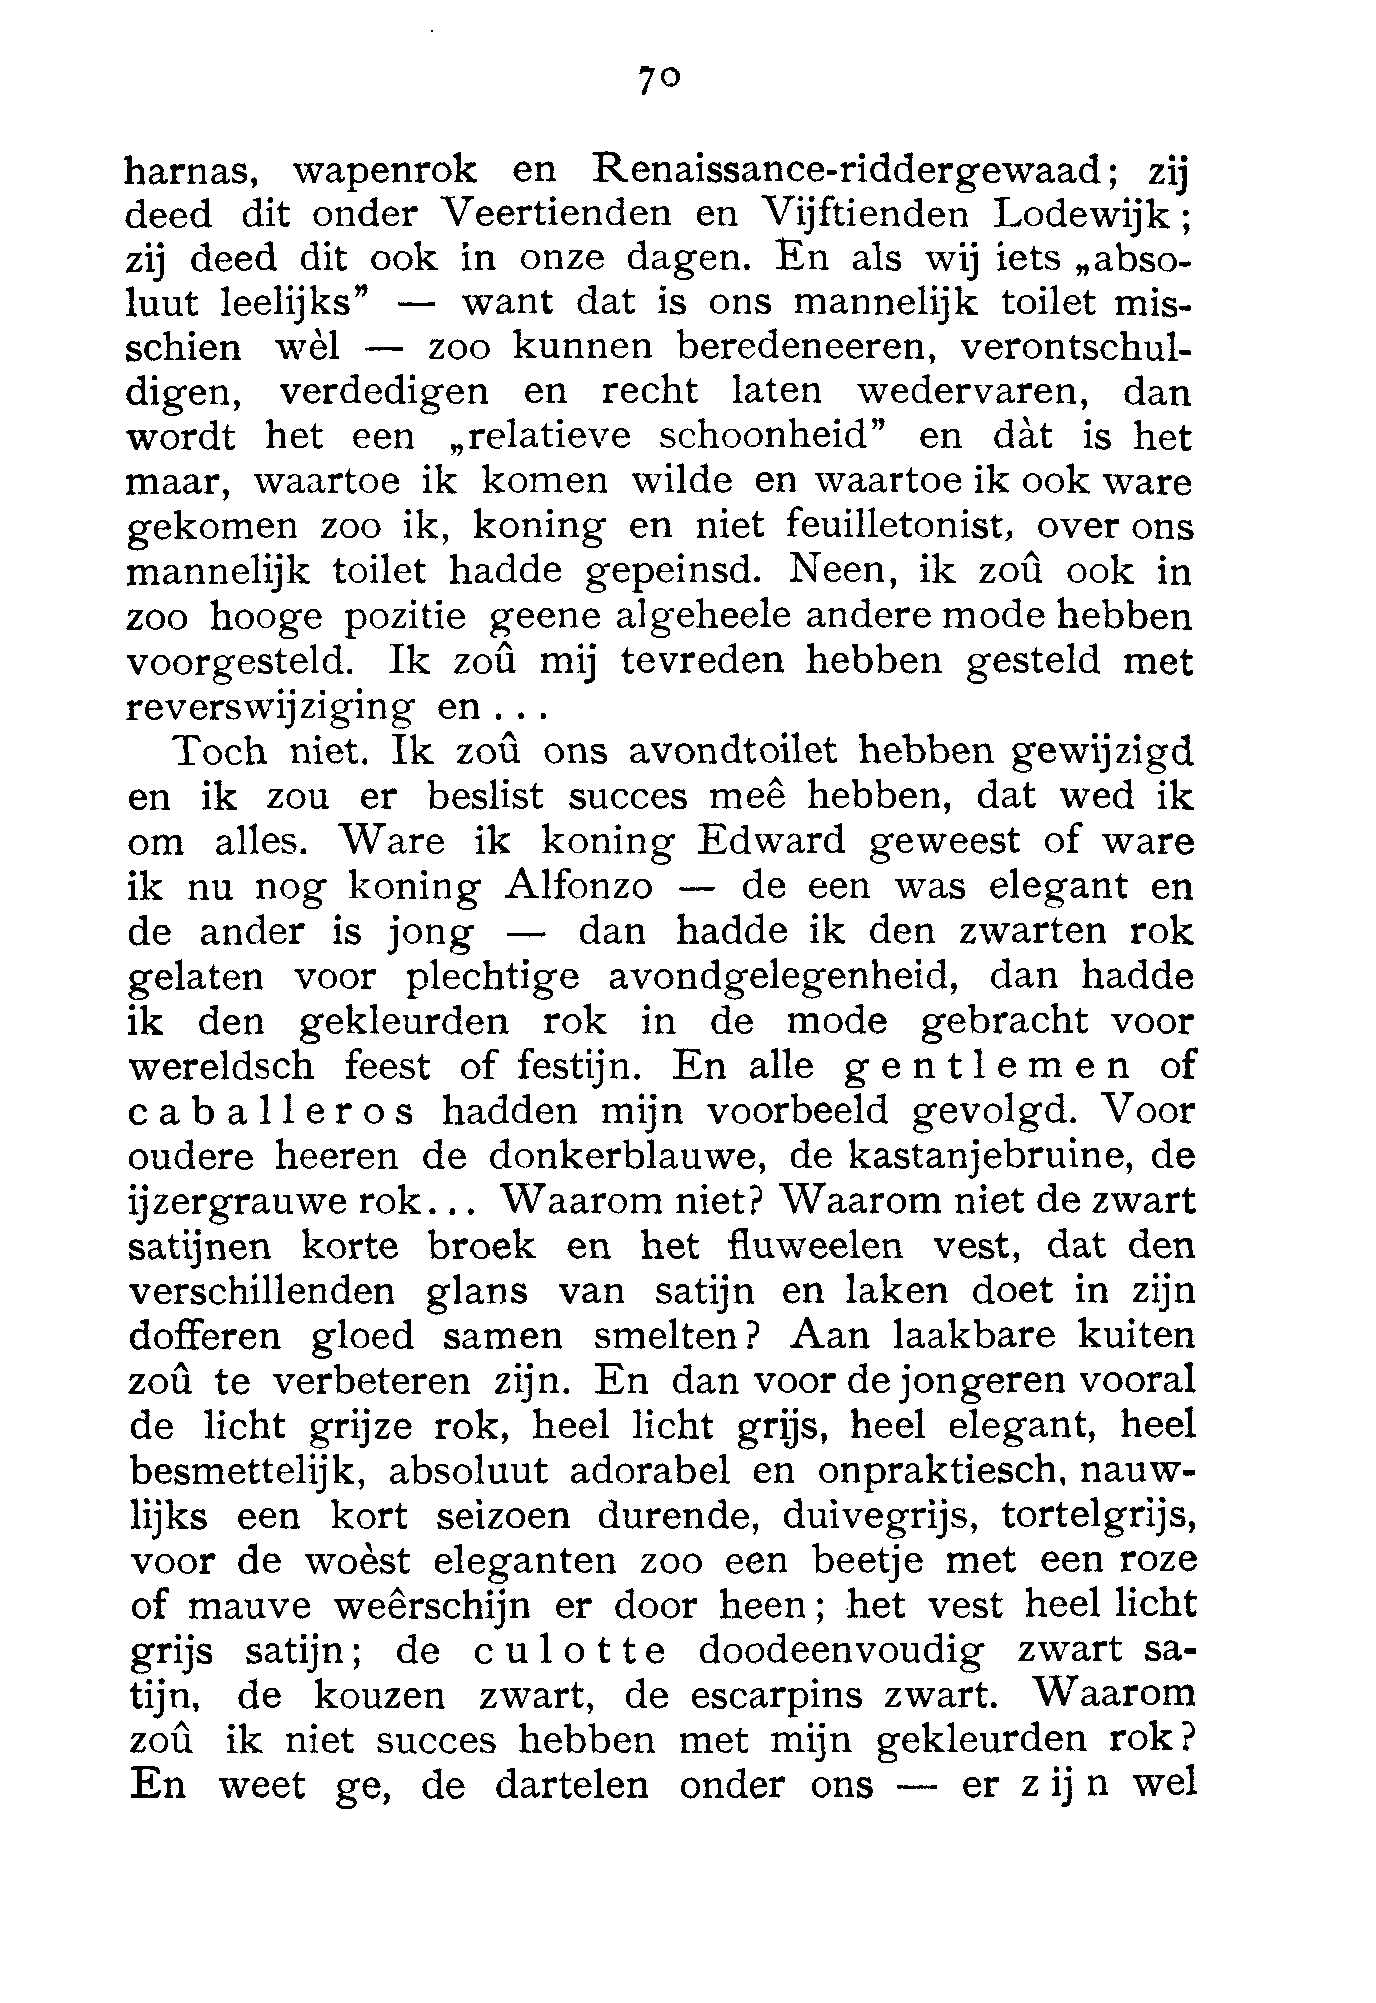 70
harnas, wapenrok en Renaissance-riddergewaad; zij
deed dit onder Veertienden en Vijftienden Lodewijk;
zij deed dit ook in onze dagen. En als wij iets „abso-
luut leelijks” — want dat is ons mannelijk toilet mis-
schien wèl — zoo kunnen beredeneeren, verontschul-
digen, verdedigen en recht laten wedervaren, dan
wordt het een „relatieve schoonheid” en dàt is het
maar, waartoe ik komen wilde en waartoe ik ook ware
gekomen zoo ik, koning en niet feuilletonist, over ons
mannelijk toilet hadde gepeinsd. Neen, ik zoû ook in
zoo hooge pozitie geene algeheele andere mode hebben
voorgesteld. Ik zoû mij tevreden hebben gesteld met
reverswijziging en ...
Toch niet. Ik zoû ons avondtoilet hebben gewijzigd
en ik zou er beslist succes meê hebben, dat wed ik
om alles. Ware ik koning Edward geweest of ware
ik nu nog koning Alfonzo — de een was elegant en
de ander is jong — dan hadde ik den zwarten rok
gelaten voor plechtige avondgelegenheid, dan hadde
ik den gekleurden rok in de mode gebracht voor
wereldsch feest of festijn. En alle gentlemen of
caballeros hadden mijn voorbeeld gevolgd. Voor
oudere heeren de donkerblauwe, de kastanjebruine, de
ijzergrauwe rok... Waarom niet? Waarom niet de zwart
satijnen korte broek en het fluweelen vest, dat den
verschillenden glans van satijn en laken doet in zijn
dofferen gloed samen smelten? Aan laakbare kuiten
zoû te verbeteren zijn. En dan voor de jongeren vooral
de licht grijze rok, heel licht grijs, heel elegant, heel
besmettelijk, absoluut adorabel en onpraktiesch, nauw-
lijks een kort seizoen durende, duivegrijs, tortelgrijs,
voor de woèst eleganten zoo een beetje met een roze
of mauve weêrschijn er door heen; het vest heel licht
grijs satijn; de culotte doodeenvoudig zwart sa-
tijn, de kouzen zwart, de escarpins zwart. Waarom
zoû ik niet succes hebben met mijn gekleurden rok?
En weet ge, de dartelen onder ons — er zijn wel